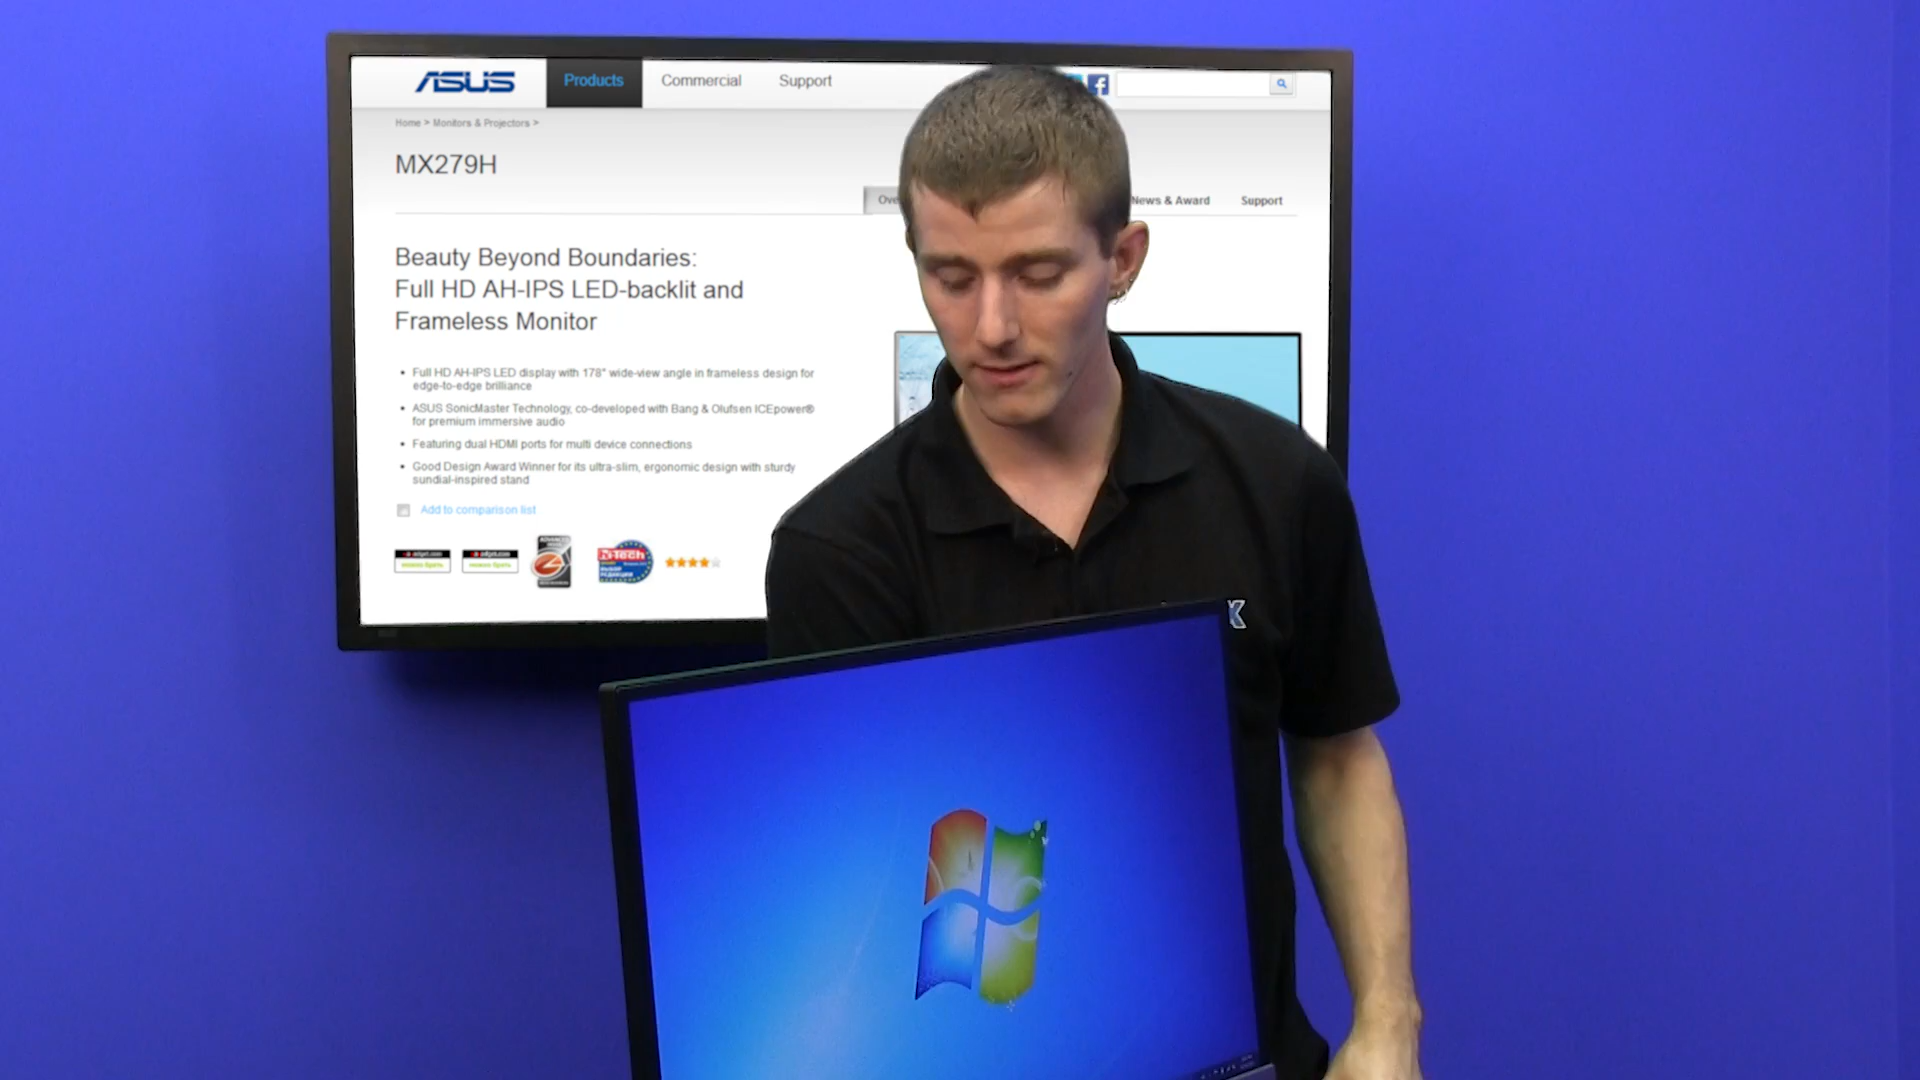 ASUS
Products
Commercial
Support
Home > Monitors & Projectors >
MX279H
News & Award
Support
Beauty Beyond Boundaries:
Full HD AH-IPS LED-backlit and
Frameless Monitor
Full HD AH-IPS LED display with 178° wide-view angle in frameless design for
edge-to-edge brilliance
ASUS SonicMaster Technology, co-developed with Bang & Olufsen ICEpower®
for premium immersive audio
Featuring dual HDMI ports for multi device connections
Good Design Award Winner for its ultra-slim, ergonomic design with sturdy
sundial-inspired stand
Add to comparison list